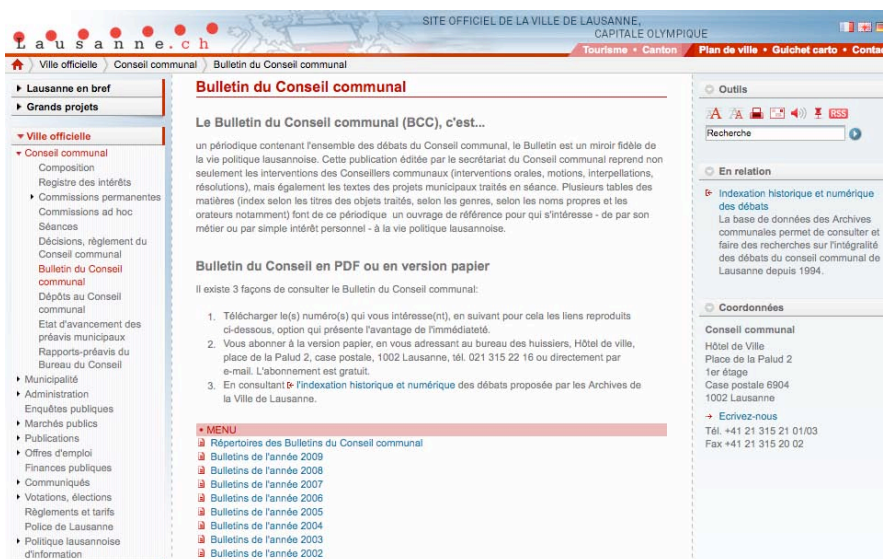 Lausanne.ch
SITE OFFICIEL DE LA VILLE DE LAUSANNE,
CAPITALE OLYMPIQUE
Tourisme • Canton
Plan de ville • Guichet carto • Contac
Ville officielle
Conseil communal
Bulletin du Conseil communal
Lausanne en bref
Grands projets
Ville officielle
Conseil communal
Composition
Registre des intérêts
Commissions permanentes
Commissions ad hoc
Séances
Décisions, règlement du
Conseil communal
Bulletin du Conseil
communal
Dépôts au Conseil
communal
Etat d'avancement des
préavis municipaux
Rapports-préavis du
Bureau du Conseil
Municipalité
Administration
Enquêtes publiques
Marchés publics
Publications
Offres d'emploi
Finances publiques
Communiqués
Votations, élections
Règlements et tarifs
Police de Lausanne
Politique lausannoise
d'information
Bulletin du Conseil communal
Le Bulletin du Conseil communal (BCC), c'est...
un périodique contenant l'ensemble des débats du Conseil communal, le Bulletin est un miroir fidèle de
la vie politique lausannoise. Cette publication éditée par le secrétariat du Conseil communal reprend non
seulement les interventions des Conseillers communaux (interventions orales, motions, interpellations,
résolutions), mais également les textes des projets municipaux traités en séance. Plusieurs tables des
matières (index selon les titres des objets traités, selon les genres, selon les noms propres et les
orateurs notamment) font de ce périodique un ouvrage de référence pour qui s'intéresse - de par son
métier ou par simple intérêt personnel - à la vie politique lausannoise.
Bulletin du Conseil en PDF ou en version papier
Il existe 3 façons de consulter le Bulletin du Conseil communal:
1. Télécharger le(s) numéro(s) qui vous intéresse(nt), en suivant pour cela les liens reproduits
ci-dessous, option qui présente l'avantage de l'immédiateté.
2. Vous abonner à la version papier, en vous adressant au bureau des huissiers, Hôtel de ville,
place de la Palud 2, case postale, 1002 Lausanne, tél. 021 315 22 16 ou directement par
e-mail. L'abonnement est gratuit.
3. En consultant l'indexation historique et numérique des débats proposée par les Archives de
la Ville de Lausanne.
• MENU
Répertoires des Bulletins du Conseil communal
Bulletins de l'année 2009
Bulletins de l'année 2008
Bulletins de l'année 2007
Bulletins de l'année 2006
Bulletins de l'année 2005
Bulletins de l'année 2004
Bulletins de l'année 2003
Bulletins de l'année 2002
Outils
A A RSS
Recherche
En relation
Indexation historique et numérique
des débats
La base de données des Archives
communales permet de consulter et
faire des recherches sur l'intégralité
des débats du conseil communal de
Lausanne depuis 1994.
Coordonnées
Conseil communal
Hôtel de Ville
Place de la Palud 2
1er étage
Case postale 6904
1002 Lausanne
Ecrivez-nous
Tél. +41 21 315 21 01/03
Fax +41 21 315 20 02